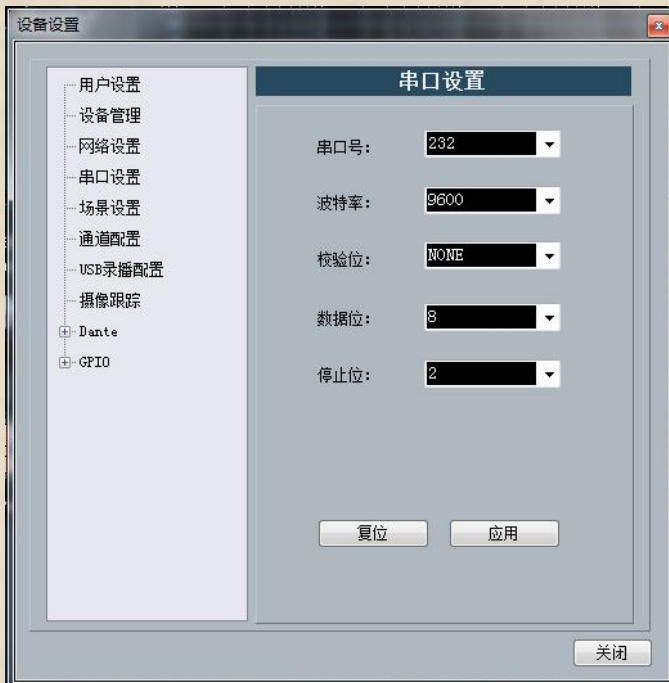 设备设置
用户设置
设备管理
网络设置
串口设置
场景设置
通道配置
USB录播配置
摄像跟踪
Dante
GPIO
串口设置
串口号: 232
波特率: 9600
校验位: NONE
数据位: 8
停止位: 2
复位 应用
关闭